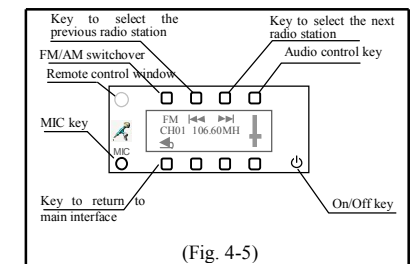 Key to select the
previous radio station
Key to select the next
radio station
FM/AM switchover
Audio control key
Remote control window
FM
CH01 106.60MH
MIC key
MIC
Key to return to
main interface
On/Off key
(Fig. 4-5)